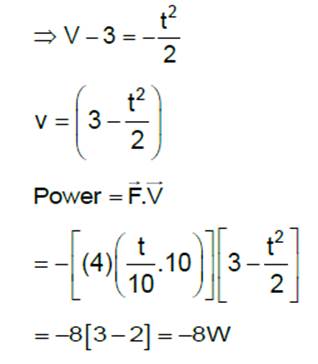 ⇒ V – 3 = –t²/2
v = (3 – t²/2)
Power = F⃗.V⃗
= –[(4)(t/10 .10)][3 – t²/2]
= –8[3 – 2] = –8W